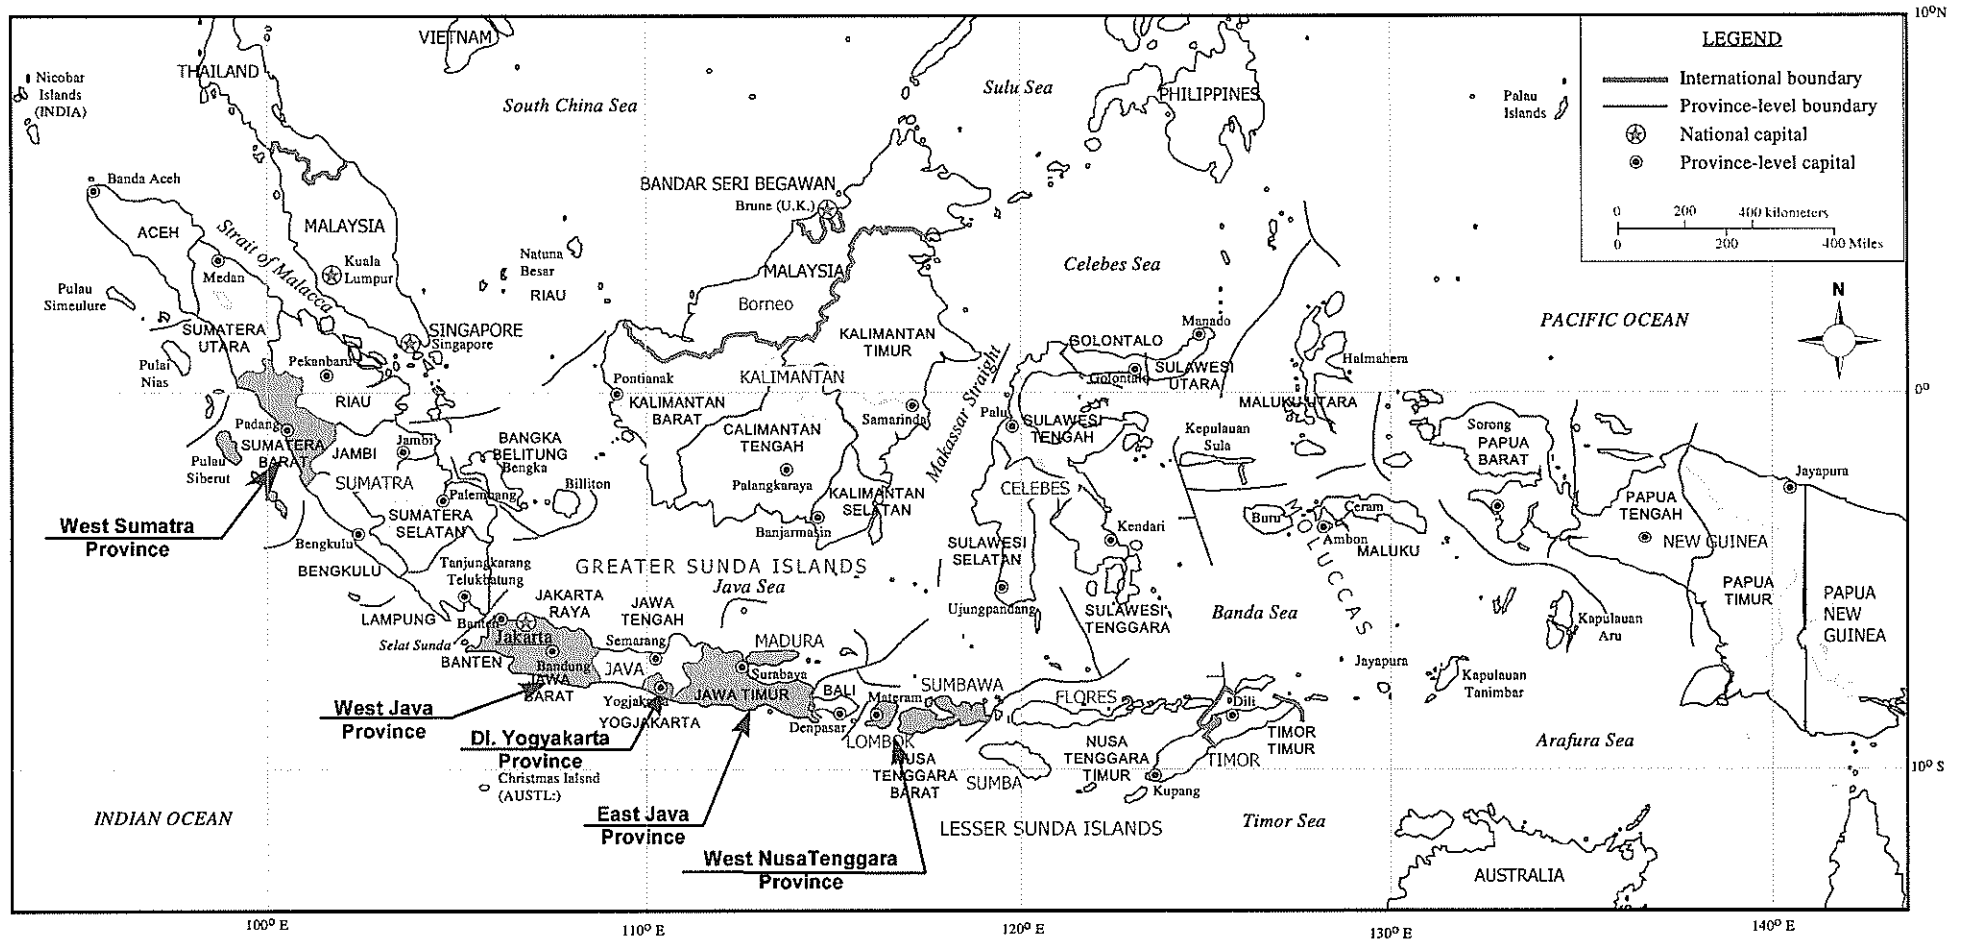 10°N
LEGEND
International boundary
Province-level boundary
National capital
Province-level capital
0 200 400 kilometers
0 200 400 Miles
N
VIETNAM
THAILAND
Nicobar
Islands
(INDIA)
South China Sea
Sulu Sea
PHILIPPINES
Palau
Islands
Banda Aceh
ACEH
Strait of Malacca
MALAYSIA
Kuala
Lumpur
Medan
BANDAR SERI BEGAWAN
Brune (U.K.)
MALAYSIA
Borneo
Natuna
Besar
RIAU
Celebes Sea
PACIFIC OCEAN
Pulau
Simeulure
SUMATERA
UTARA
SINGAPORE
Singapore
Pulai
Nias
Pekanbaru
RIAU
KALIMANTAN
TIMUR
KALIMANTAN
Pontianak
KALIMANTAN
BARAT
Samarinda
Makassar Straight
GOLONTALO
Manado
Golontalo
SULAWESI
UTARA
Halmahera
MALUKU UTARA
0°
Padang
SUMATERA
BARAT
Pulau
Siberut
JAMBI
Jambi
SUMATRA
BANGKA
BELITUNG
Bengka
Billiton
Palembang
SUMATERA
SELATAN
CALIMANTAN
TENGAH
Palangkaraya
KALIMANTAN
SELATAN
Banjarmasin
Palu
SULAWESI
TENGAH
CELEBES
Kepulauan
Sula
Sorong
PAPUA
BARAT
Jayapura
PAPUA
TENGAH
NEW GUINEA
West Sumatra
Province
Bengkulu
BENGKULU
Tanjungkarang
Telukbatung
LAMPUNG
GREATER SUNDA ISLANDS
Java Sea
SULAWESI
SELATAN
Kendari
Ujungpandang
SULAWESI
TENGGARA
Buru
Ceram
Ambon
MALUKU
MOLUCCAS
Banda Sea
PAPUA
TIMUR
PAPUA
NEW
GUINEA
Kapulauan
Aru
Selat Sunda
Banten
BANTEN
JAKARTA
RAYA
Jakarta
Bandung
JAWA
BARAT
JAWA
TENGAH
Semarang
JAVA
Yogjakarta
YOGJAKARTA
MADURA
Surabaya
JAWA TIMUR
BALI
Denpasar
Materam
LOMBOK
SUMBAWA
NUSA
TENGGARA
BARAT
FLORES
SUMBA
NUSA
TENGGARA
TIMUR
Dili
TIMOR
TIMUR
TIMOR
Kupang
Jayapura
Kapulauan
Tanimbar
Arafura Sea
West Java
Province
DI. Yogyakarta
Province
Christmas Ialsnd
(AUSTL:)
East Java
Province
West NusaTenggara
Province
10° S
INDIAN OCEAN
LESSER SUNDA ISLANDS
Timor Sea
AUSTRALIA
100° E
110° E
120° E
130° E
140° E